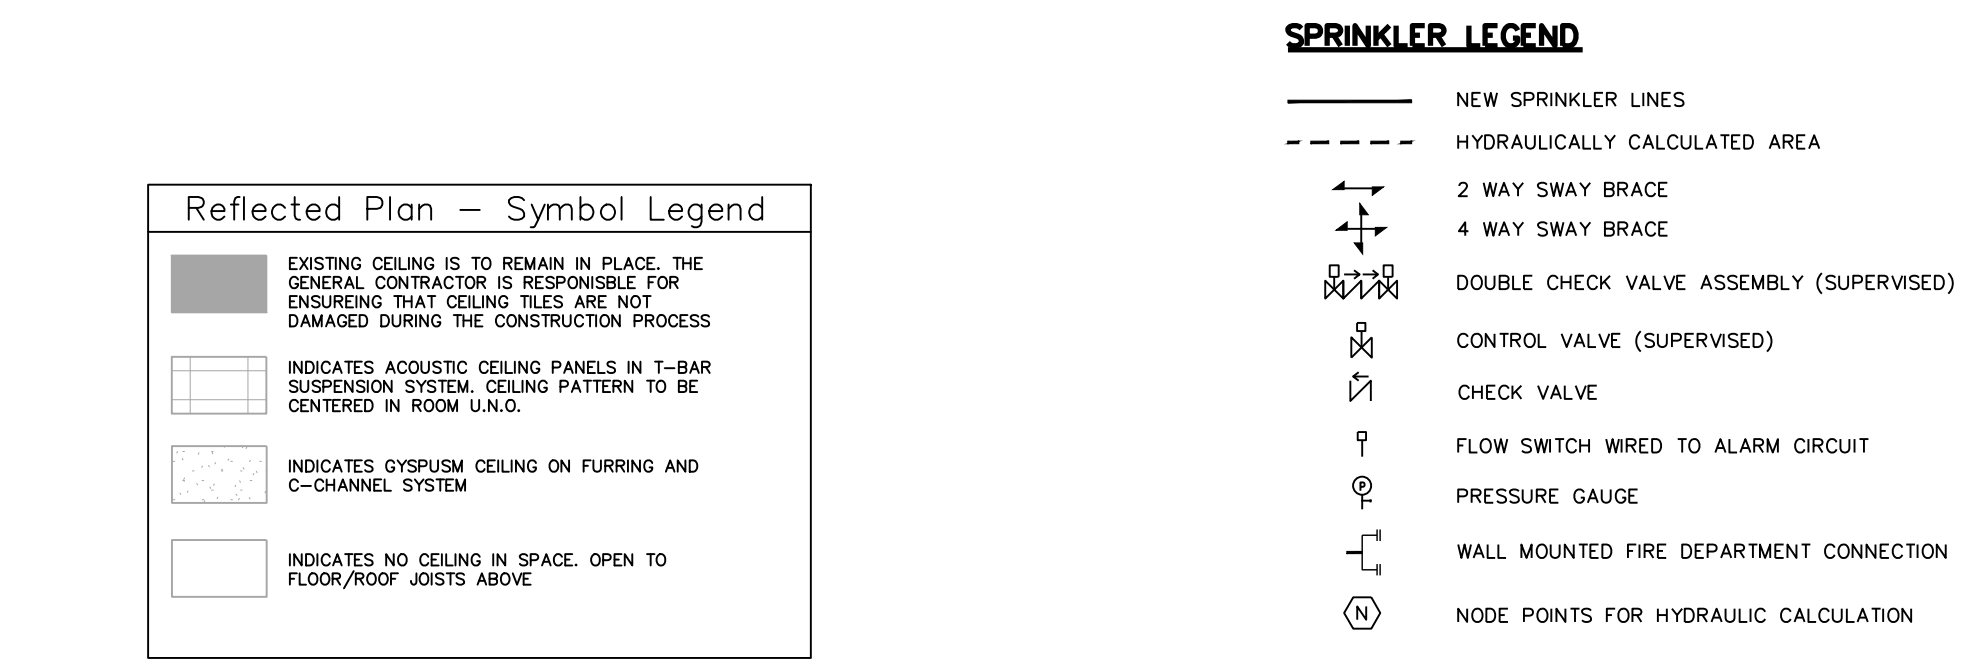 Reflected Plan – Symbol Legend
EXISTING CEILING IS TO REMAIN IN PLACE. THE
GENERAL CONTRACTOR IS RESPONISBLE FOR
ENSUREING THAT CEILING TILES ARE NOT
DAMAGED DURING THE CONSTRUCTION PROCESS
INDICATES ACOUSTIC CEILING PANELS IN T–BAR
SUSPENSION SYSTEM. CEILING PATTERN TO BE
CENTERED IN ROOM U.N.O.
INDICATES GYSPUSM CEILING ON FURRING AND
C–CHANNEL SYSTEM
INDICATES NO CEILING IN SPACE. OPEN TO
FLOOR/ROOF JOISTS ABOVE
SPRINKLER LEGEND
NEW SPRINKLER LINES
HYDRAULICALLY CALCULATED AREA
2 WAY SWAY BRACE
4 WAY SWAY BRACE
DOUBLE CHECK VALVE ASSEMBLY (SUPERVISED)
CONTROL VALVE (SUPERVISED)
CHECK VALVE
FLOW SWITCH WIRED TO ALARM CIRCUIT
P PRESSURE GAUGE
WALL MOUNTED FIRE DEPARTMENT CONNECTION
N NODE POINTS FOR HYDRAULIC CALCULATION